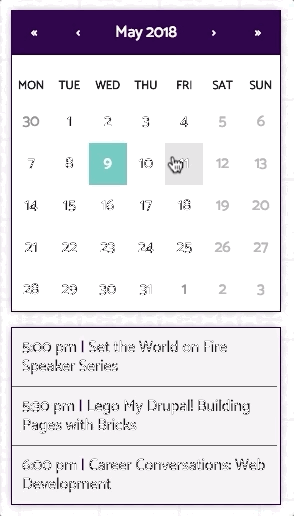 « ‹ May 2018 › »
MON TUE WED THU FRI SAT SUN
30 1 2 3 4 5 6
7 8 9 10 11 12 13
14 15 16 17 18 19 20
21 22 23 24 25 26 27
28 29 30 31 1 2 3
5:00 pm | Set the World on Fire
Speaker Series
5:30 pm | Lego My Drupal! Building
Pages with Bricks
6:00 pm | Career Conversations: Web
Development